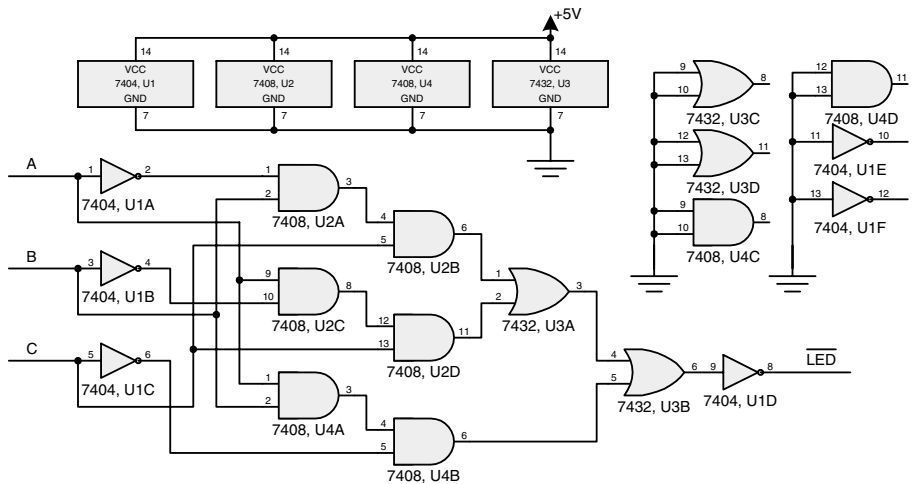 +5V
14
14
14
14
VCC
7404, U1
GND
VCC
7408, U2
GND
VCC
7408, U4
GND
VCC
7432, U3
GND
7
7
7
7
9
10
8
7432, U3C
12
13
11
7432, U3D
9
10
8
7408, U4C
12
13
11
7408, U4D
11
10
7404, U1E
13
12
7404, U1F
A
1
2
7404, U1A
1
2
3
7408, U2A
4
5
6
7408, U2B
B
3
4
7404, U1B
9
10
8
7408, U2C
12
13
11
7408, U2D
1
2
3
7432, U3A
C
5
6
7404, U1C
1
2
3
7408, U4A
4
5
6
7408, U4B
4
5
6
7432, U3B
9
8
7404, U1D
LED